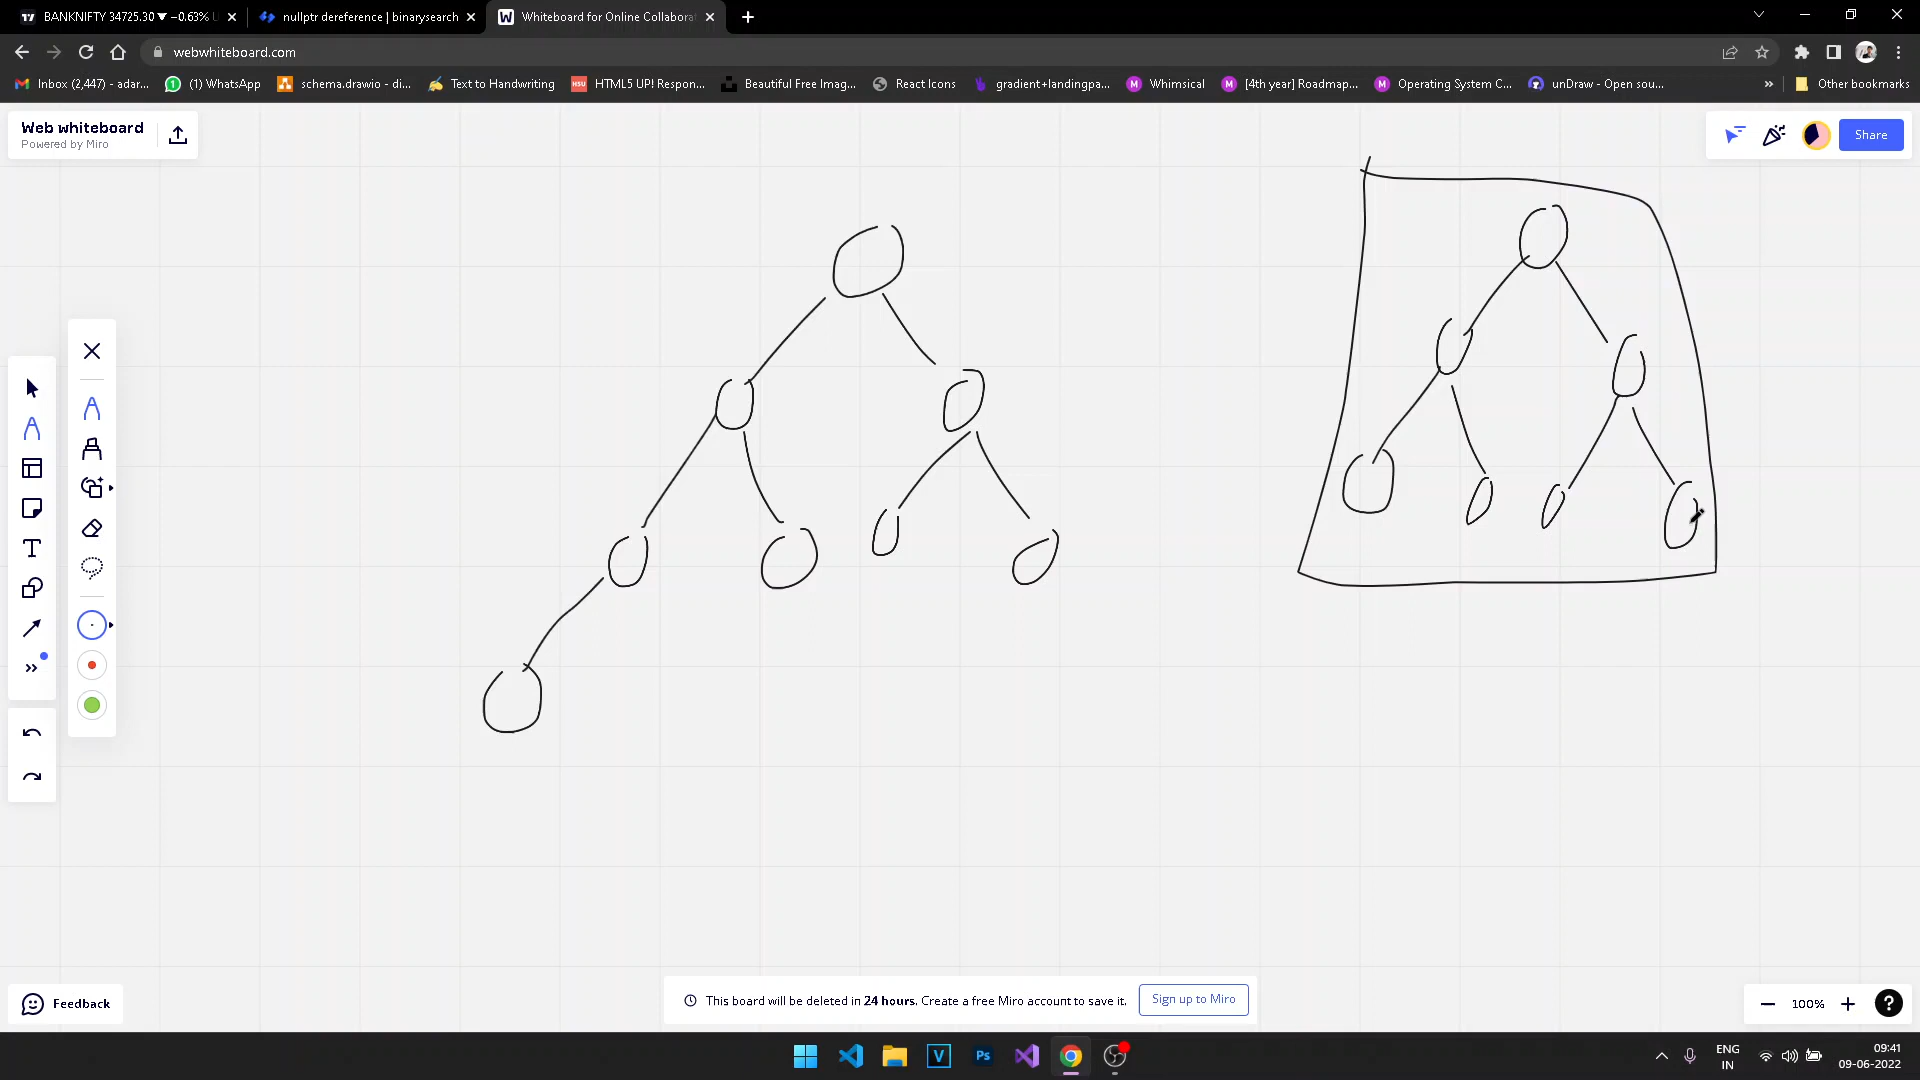 BANKNIFTY 34725.30 ▼ −0.63%
nullptr dereference | binarysearch
Whiteboard for Online Collabora
webwhiteboard.com
Inbox (2,447) - adar...
(1) WhatsApp
schema.drawio - di...
Text to Handwriting
HTML5 UP! Respon...
Beautiful Free Imag...
React Icons
gradient+landingpa...
Whimsical
[4th year] Roadmap...
Operating System C...
unDraw - Open sou...
»
Other bookmarks
Web whiteboard
Powered by Miro
Share
Feedback
This board will be deleted in 24 hours. Create a free Miro account to save it.
Sign up to Miro
100%
?
V
Ps
ENG
IN
09:41
09-06-2022